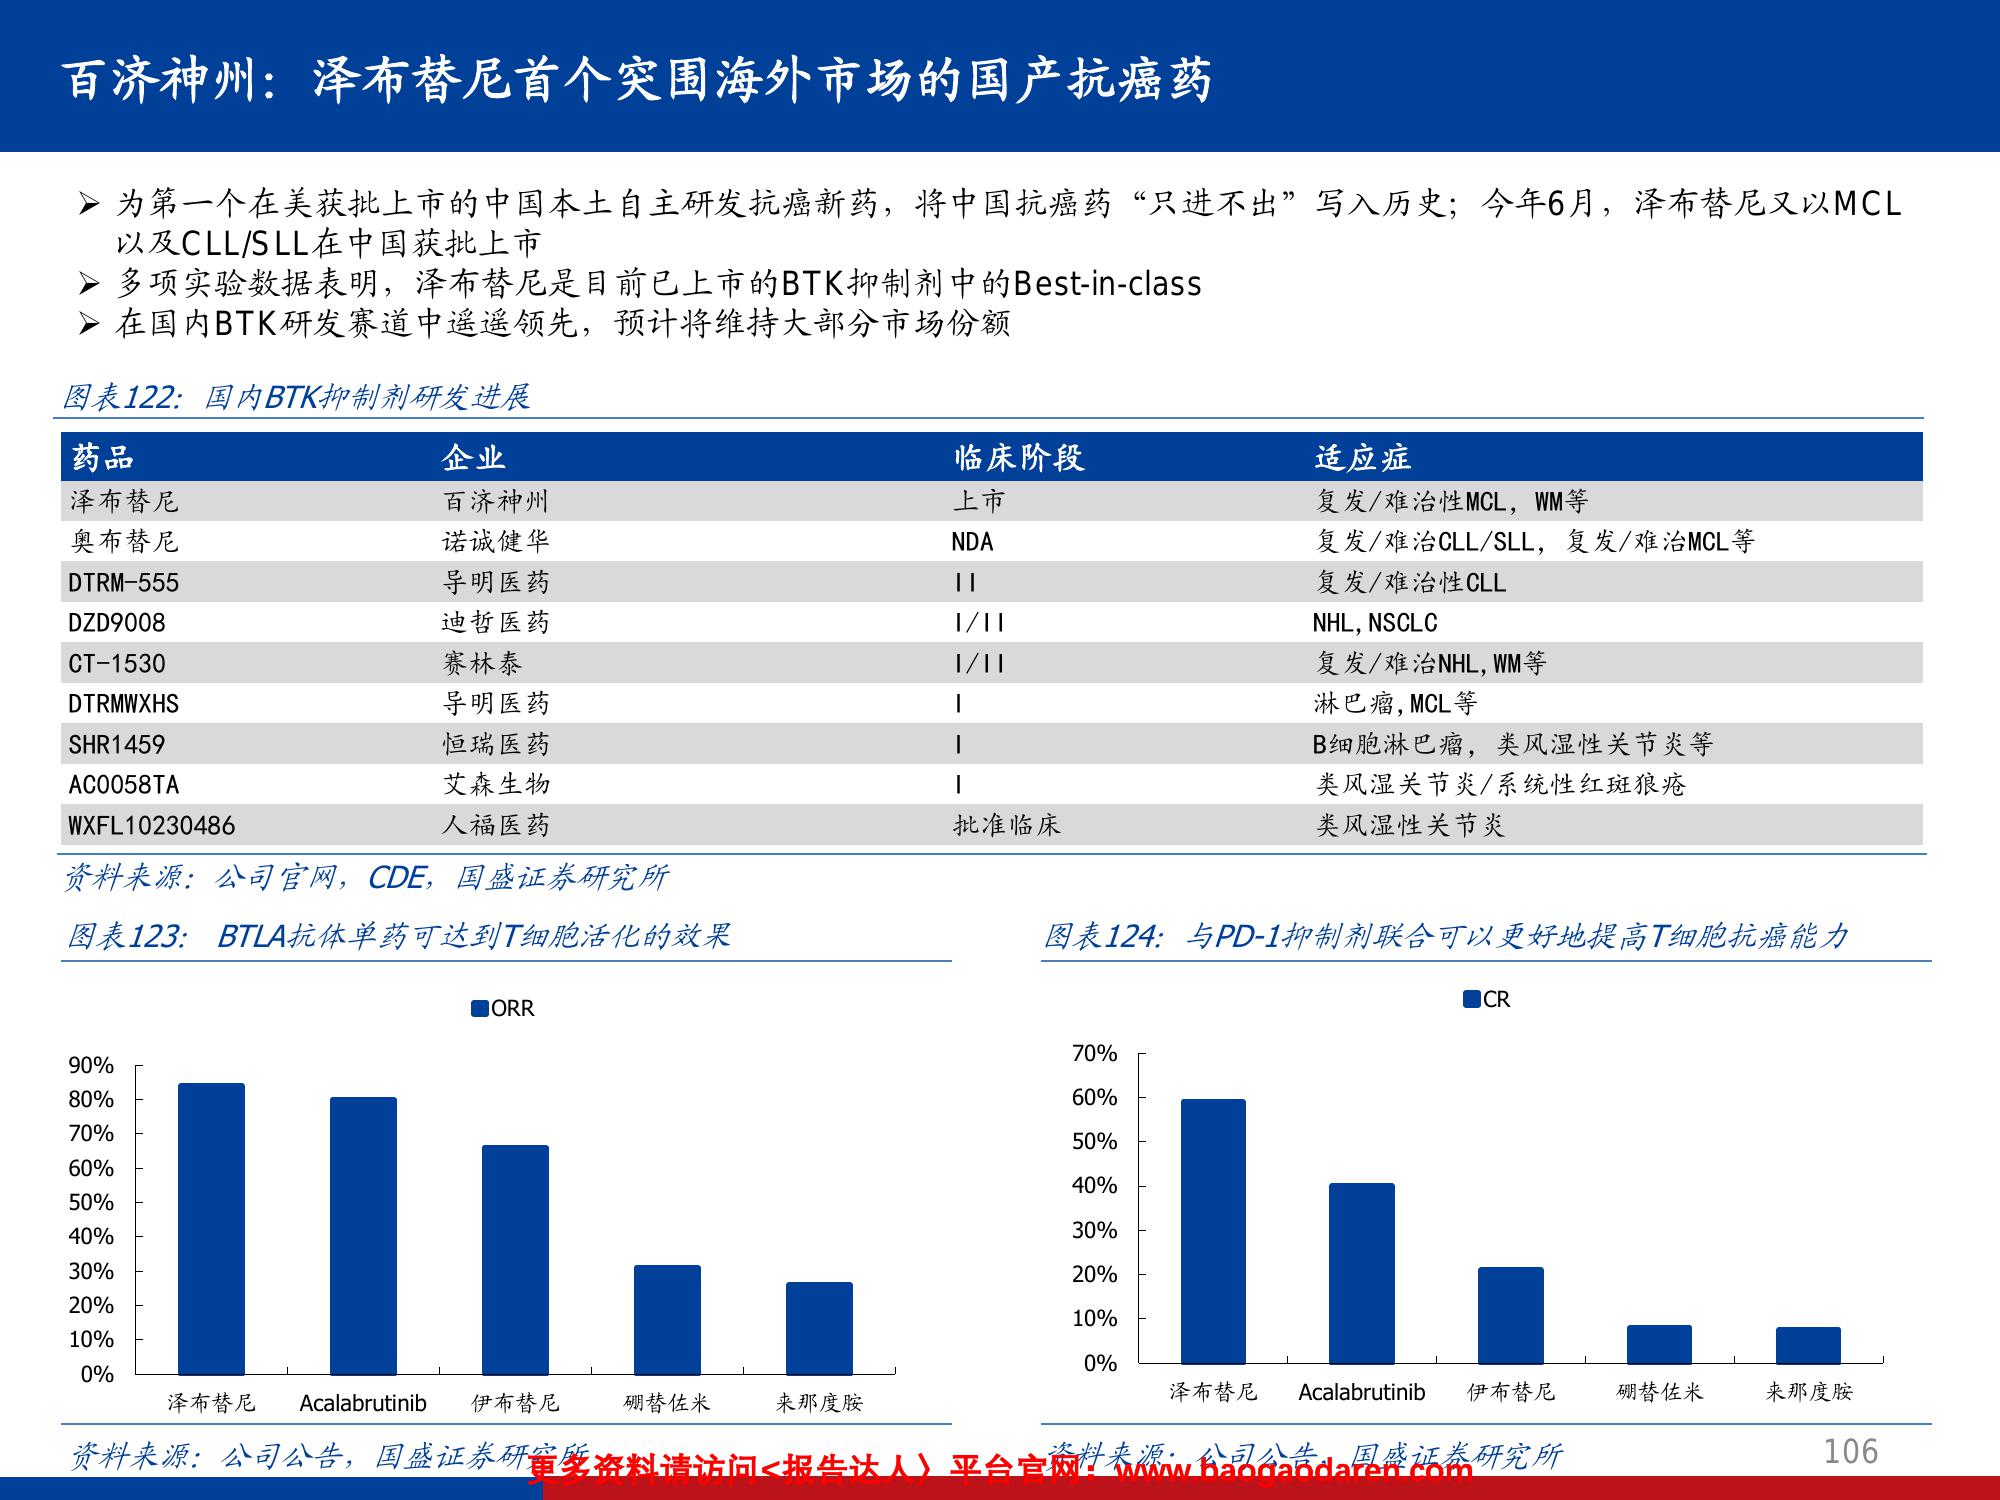 百济神州：泽布替尼首个突围海外市场的国产抗癌药
➢ 为第一个在美获批上市的中国本土自主研发抗癌新药，将中国抗癌药“只进不出”写入历史；今年6月，泽布替尼又以MCL
以及CLL/SLL在中国获批上市
➢ 多项实验数据表明，泽布替尼是目前已上市的BTK抑制剂中的Best-in-class
➢ 在国内BTK研发赛道中遥遥领先，预计将维持大部分市场份额
图表122：国内BTK抑制剂研发进展
药品 企业 临床阶段 适应症
泽布替尼 百济神州 上市 复发/难治性MCL，WM等
奥布替尼 诺诚健华 NDA 复发/难治CLL/SLL，复发/难治MCL等
DTRM-555 导明医药 II 复发/难治性CLL
DZD9008 迪哲医药 I/II NHL,NSCLC
CT-1530 赛林泰 I/II 复发/难治NHL,WM等
DTRMWXHS 导明医药 I 淋巴瘤,MCL等
SHR1459 恒瑞医药 I B细胞淋巴瘤，类风湿性关节炎等
AC0058TA 艾森生物 I 类风湿关节炎/系统性红斑狼疮
WXFL10230486 人福医药 批准临床 类风湿性关节炎
资料来源：公司官网，CDE，国盛证券研究所
图表123： BTLA抗体单药可达到T细胞活化的效果
ORR
90%
80%
70%
60%
50%
40%
30%
20%
10%
0%
泽布替尼 Acalabrutinib 伊布替尼 硼替佐米 来那度胺
资料来源：公司公告，国盛证券研究所
图表124：与PD-1抑制剂联合可以更好地提高T细胞抗癌能力
CR
70%
60%
50%
40%
30%
20%
10%
0%
泽布替尼 Acalabrutinib 伊布替尼 硼替佐米 来那度胺
资料来源：公司公告，国盛证券研究所
106
更多资料请访问<报告达人〉平台官网：www.baogaodaren.com